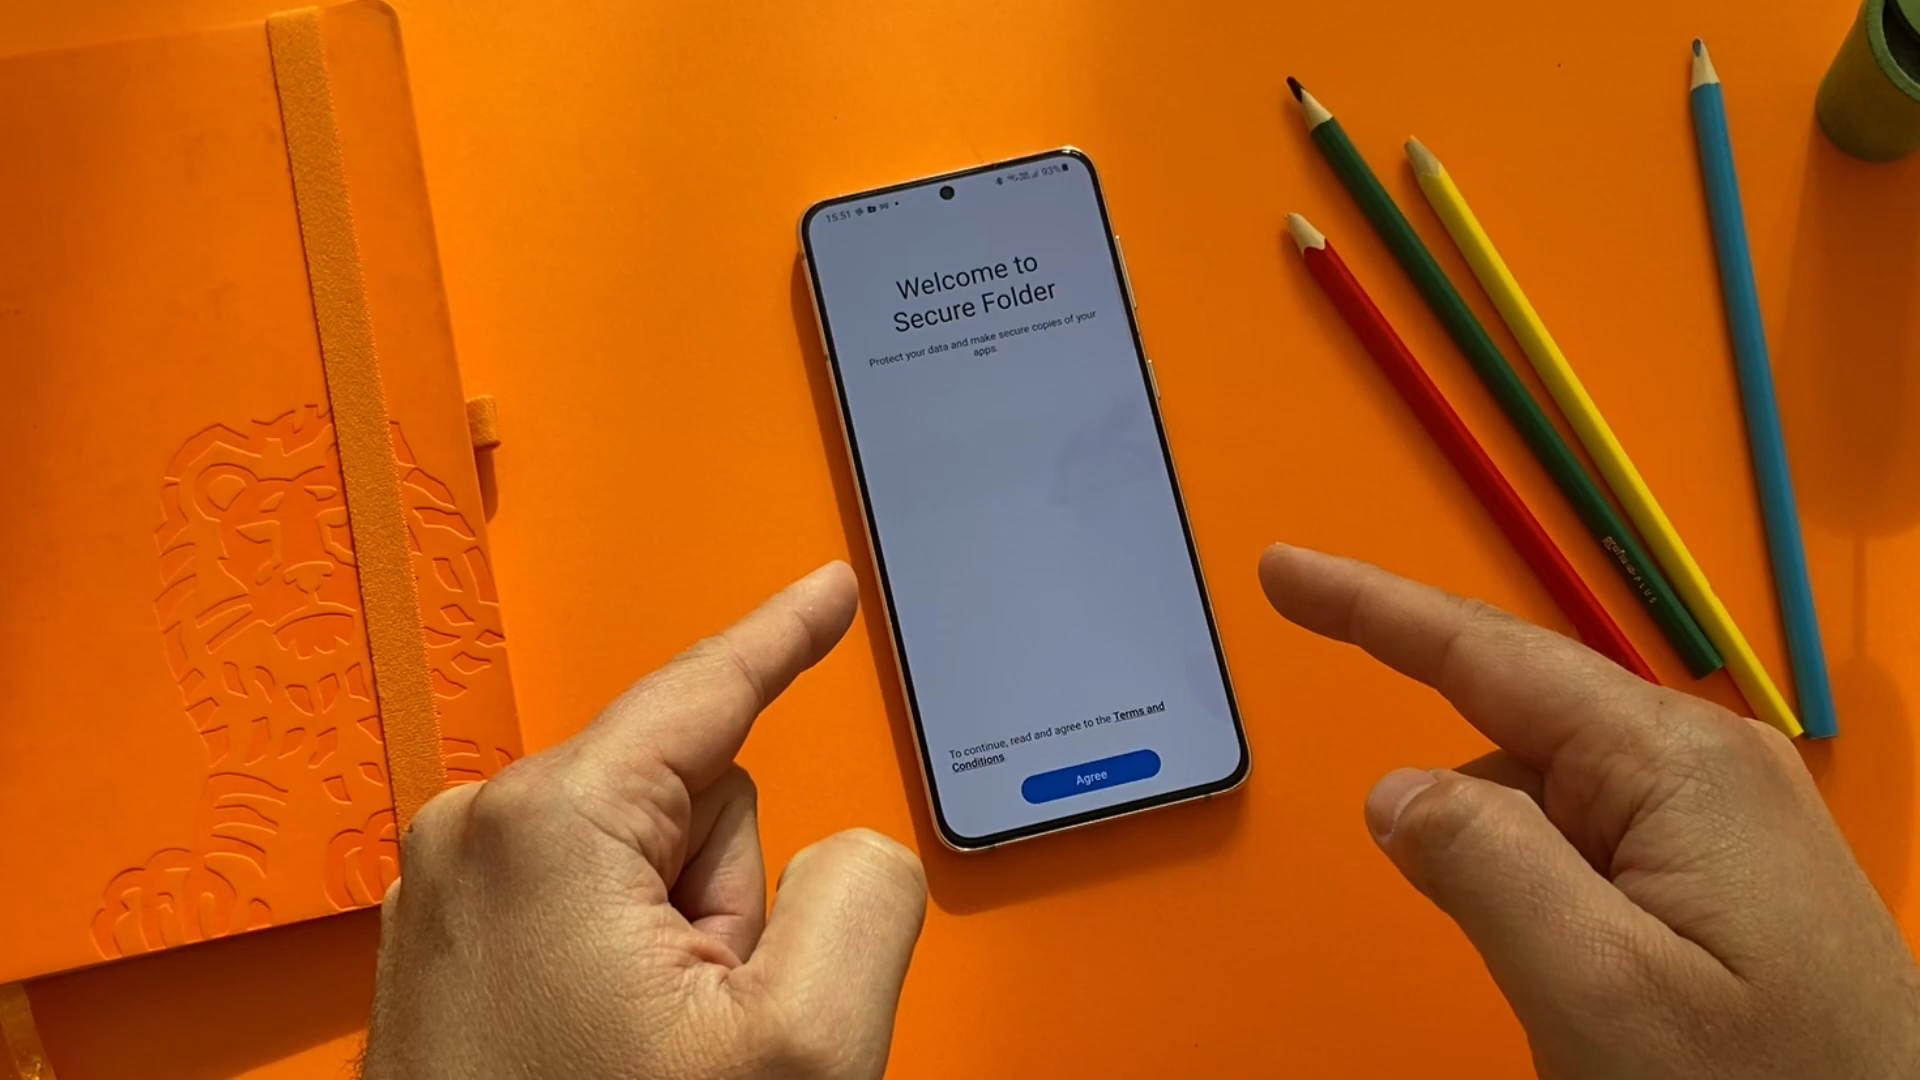 15:51
93%
Welcome to
Secure Folder
Protect your data and make secure copies of your
apps.
To continue, read and agree to the Terms and
Conditions
Agree